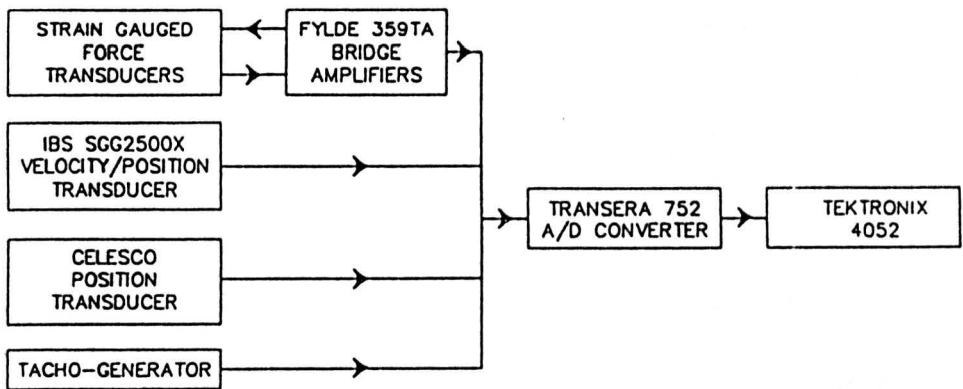 STRAIN GAUGED
FORCE
TRANSDUCERS
FYLDE 359TA
BRIDGE
AMPLIFIERS
IBS SGG2500X
VELOCITY/POSITION
TRANSDUCER
CELESCO
POSITION
TRANSDUCER
TACHO-GENERATOR
TRANSERA 752
A/D CONVERTER
TEKTRONIX
4052